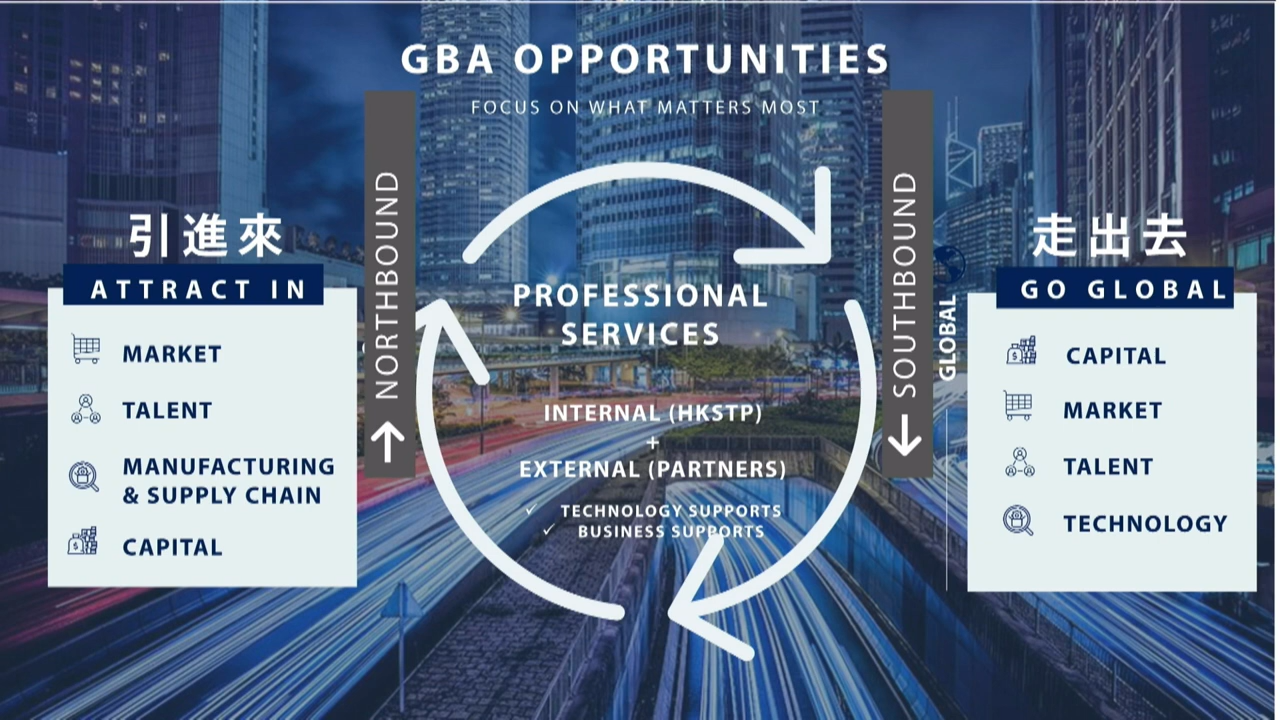 GBA OPPORTUNITIES
FOCUS ON WHAT MATTERS MOST
引進來
ATTRACT IN
MARKET
TALENT
MANUFACTURING
& SUPPLY CHAIN
CAPITAL
NORTHBOUND
PROFESSIONAL
SERVICES
INTERNAL (HKSTP)
+
EXTERNAL (PARTNERS)
✓ TECHNOLOGY SUPPORTS
✓ BUSINESS SUPPORTS
SOUTHBOUND
GLOBAL
走出去
GO GLOBAL
CAPITAL
MARKET
TALENT
TECHNOLOGY